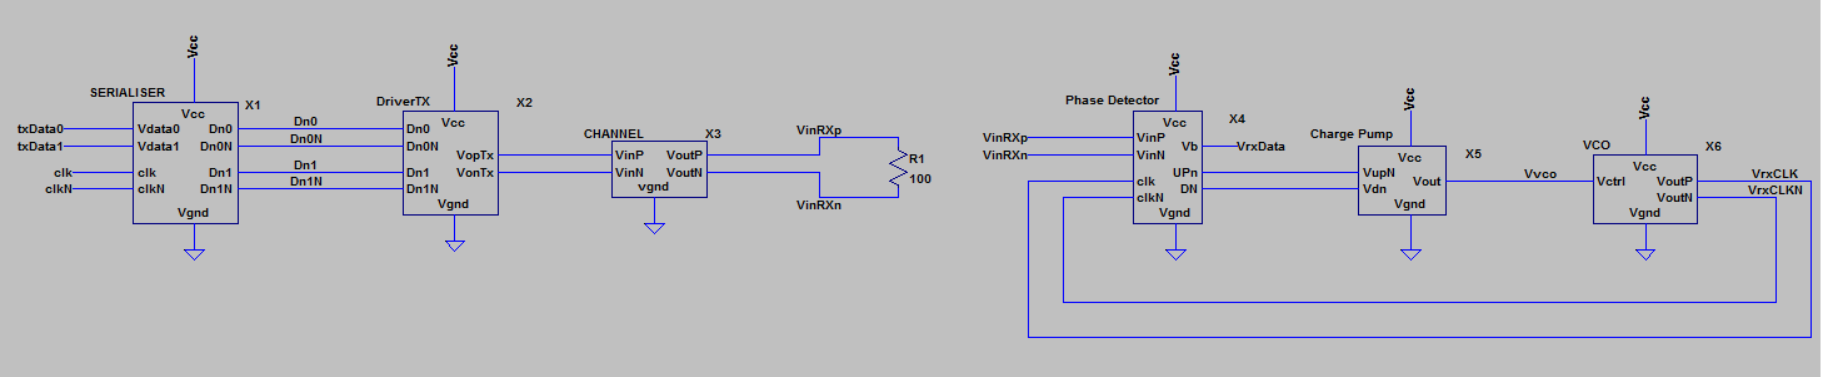 SERIALISER
Vcc
X1
txData0
txData1
clk
clkN
Vcc
Vdata0
Vdata1
clk
clkN
Dn0
Dn0N
Dn1
Dn1N
Vgnd
Dn0
Dn0N
Dn1
Dn1N
DriverTX
Vcc
X2
Vcc
Dn0
Dn0N
Dn1
Dn1N
VopTx
VonTx
Vgnd
CHANNEL
X3
VinP
VinN
VoutP
VoutN
vgnd
VinRXp
VinRXn
R1
100
Phase Detector
Vcc
X4
VinRXp
VinRXn
Vcc
VinP
VinN
clk
clkN
Vb
UPn
DN
Vgnd
VrxData
Charge Pump
Vcc
X5
Vcc
VupN
Vdn
Vout
Vgnd
Vvco
VCO
Vcc
X6
Vcc
Vctrl
VoutP
VoutN
Vgnd
VrxCLK
VrxCLKN